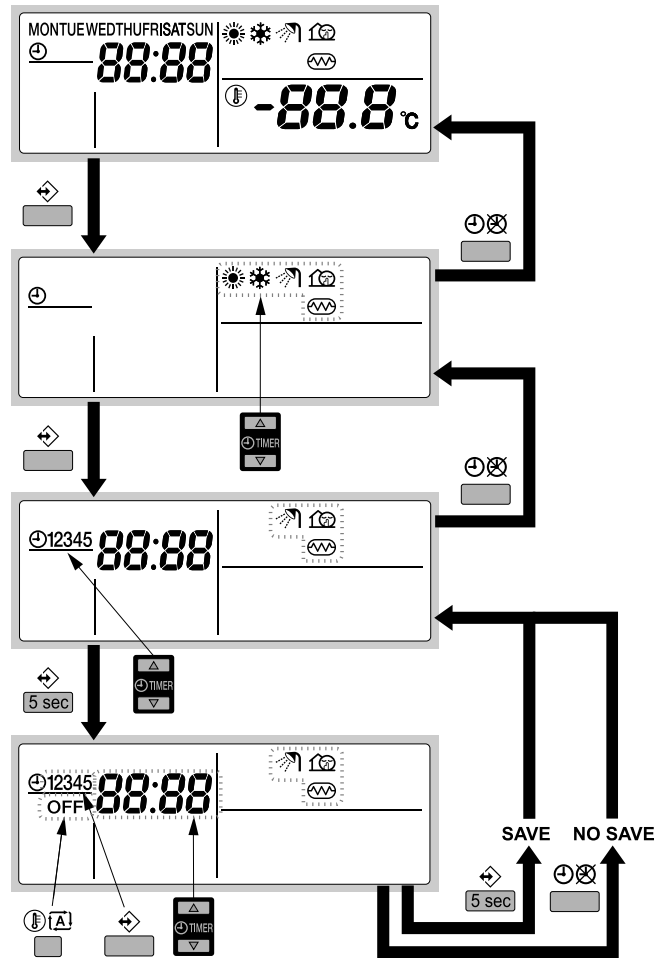 MONTUEWEDTHUFRISATSUN
88:88
-88.8 °C
TIMER
12345 88:88
5 sec
TIMER
12345 88:88
OFF
SAVE NO SAVE
5 sec
A
TIMER